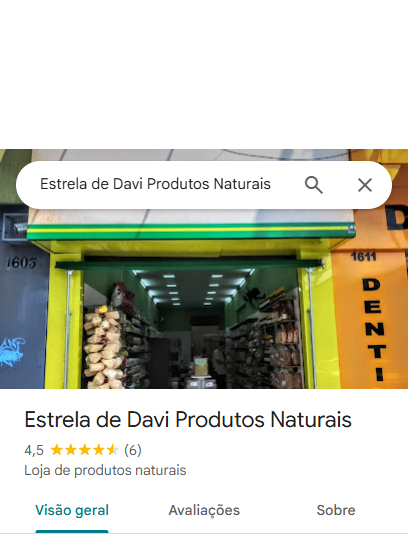 Estrela de Davi Produtos Naturais
1603
1611
D
DENTI
Estrela de Davi Produtos Naturais
4,5 (6)
Loja de produtos naturais
Visão geral
Avaliações
Sobre